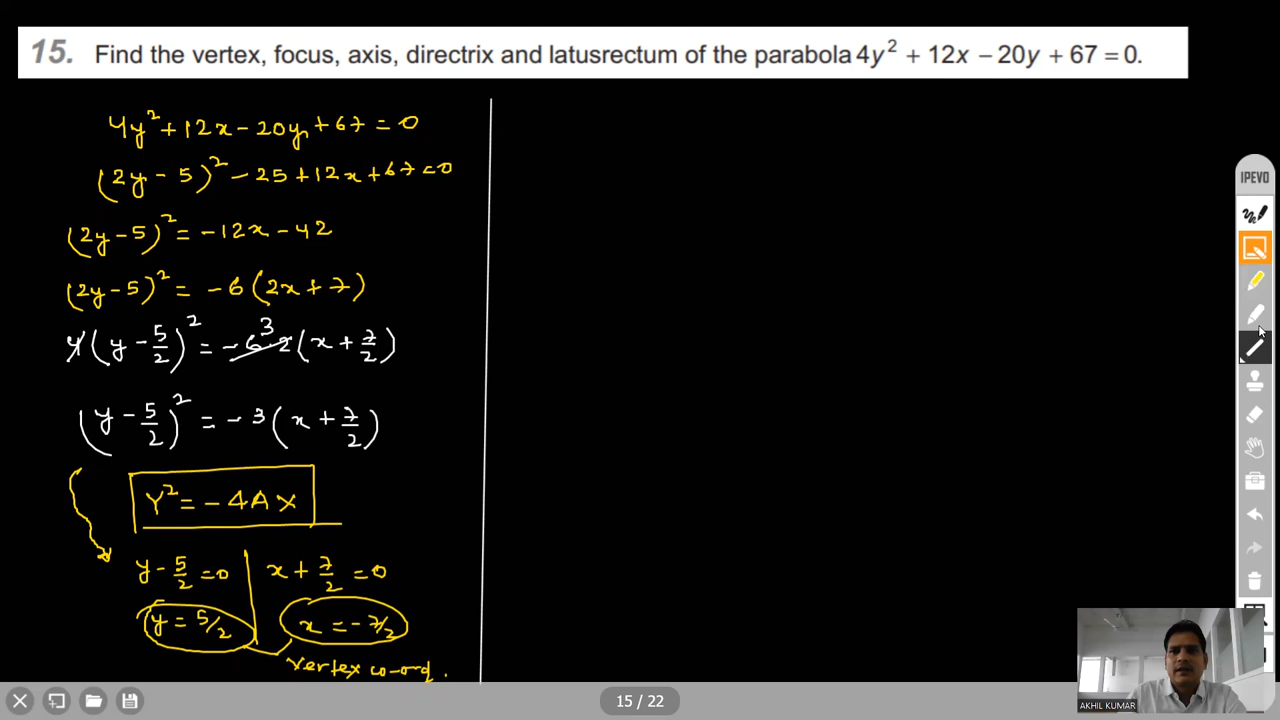 15. Find the vertex, focus, axis, directrix and latusrectum of the parabola 4y² + 12x − 20y + 67 = 0.
4y² + 12x − 20y + 67 = 0
(2y − 5)² − 25 + 12x + 67 = 0
(2y − 5)² = −12x − 42
(2y − 5)² = −6(2x + 7)
4(y − 5/2)² = −6·2 3(x + 7/2)
(y − 5/2)² = −3(x + 7/2)
Y² = −4AX
y − 5/2 = 0 | x + 7/2 = 0
y = 5/2 x = −7/2
vertex co-ord.
IPEVO
15 / 22
AKHIL KUMAR